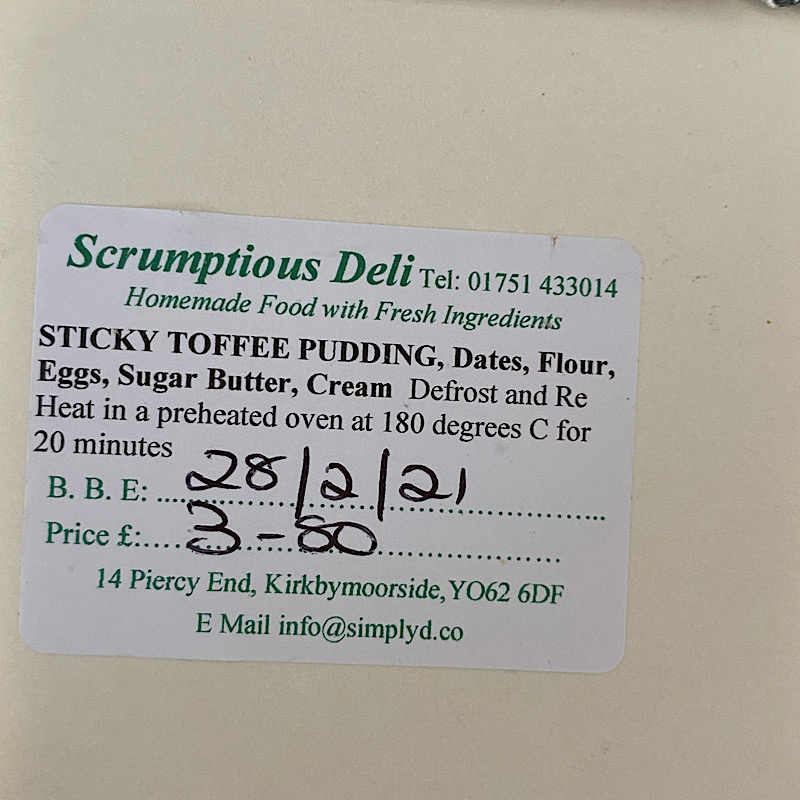 Scrumptious Deli Tel: 01751 433014
Homemade Food with Fresh Ingredients
STICKY TOFFEE PUDDING, Dates, Flour,
Eggs, Sugar Butter, Cream Defrost and Re
Heat in a preheated oven at 180 degrees C for
20 minutes
B. B. E: 28/2/21
Price £: 3-80
14 Piercy End, Kirkbymoorside, YO62 6DF
E Mail info@simplyd.co